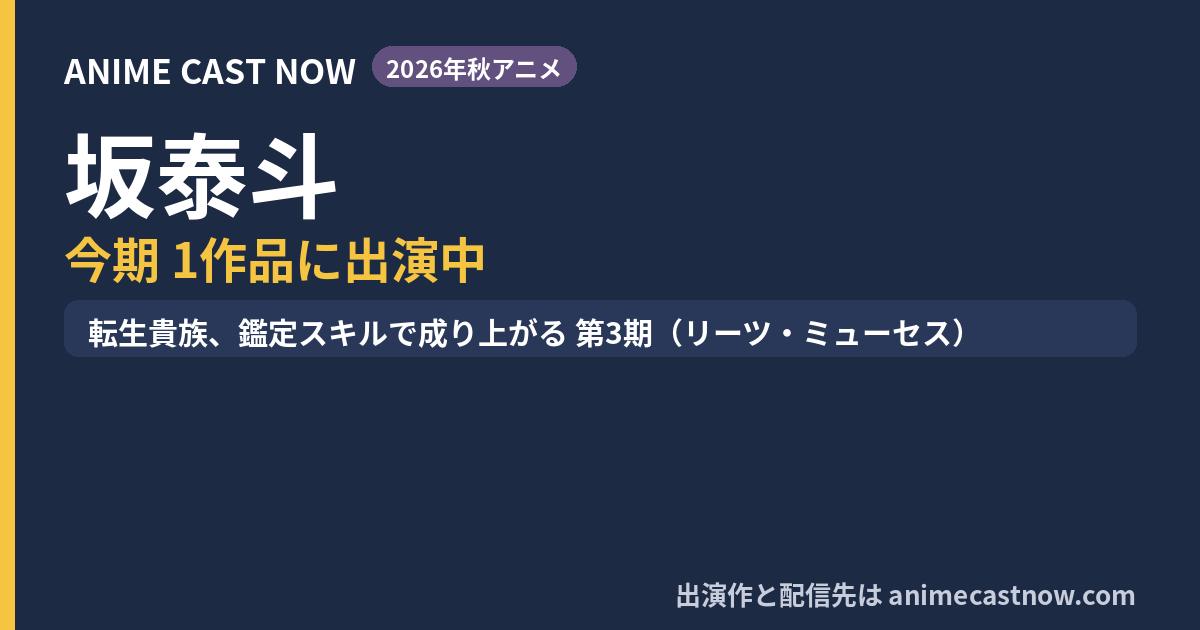 ANIME CAST NOW 2026年秋アニメ
坂泰斗
今期 1作品に出演中
転生貴族、鑑定スキルで成り上がる 第3期（リーツ・ミューセス）
出演作と配信先は animecastnow.com